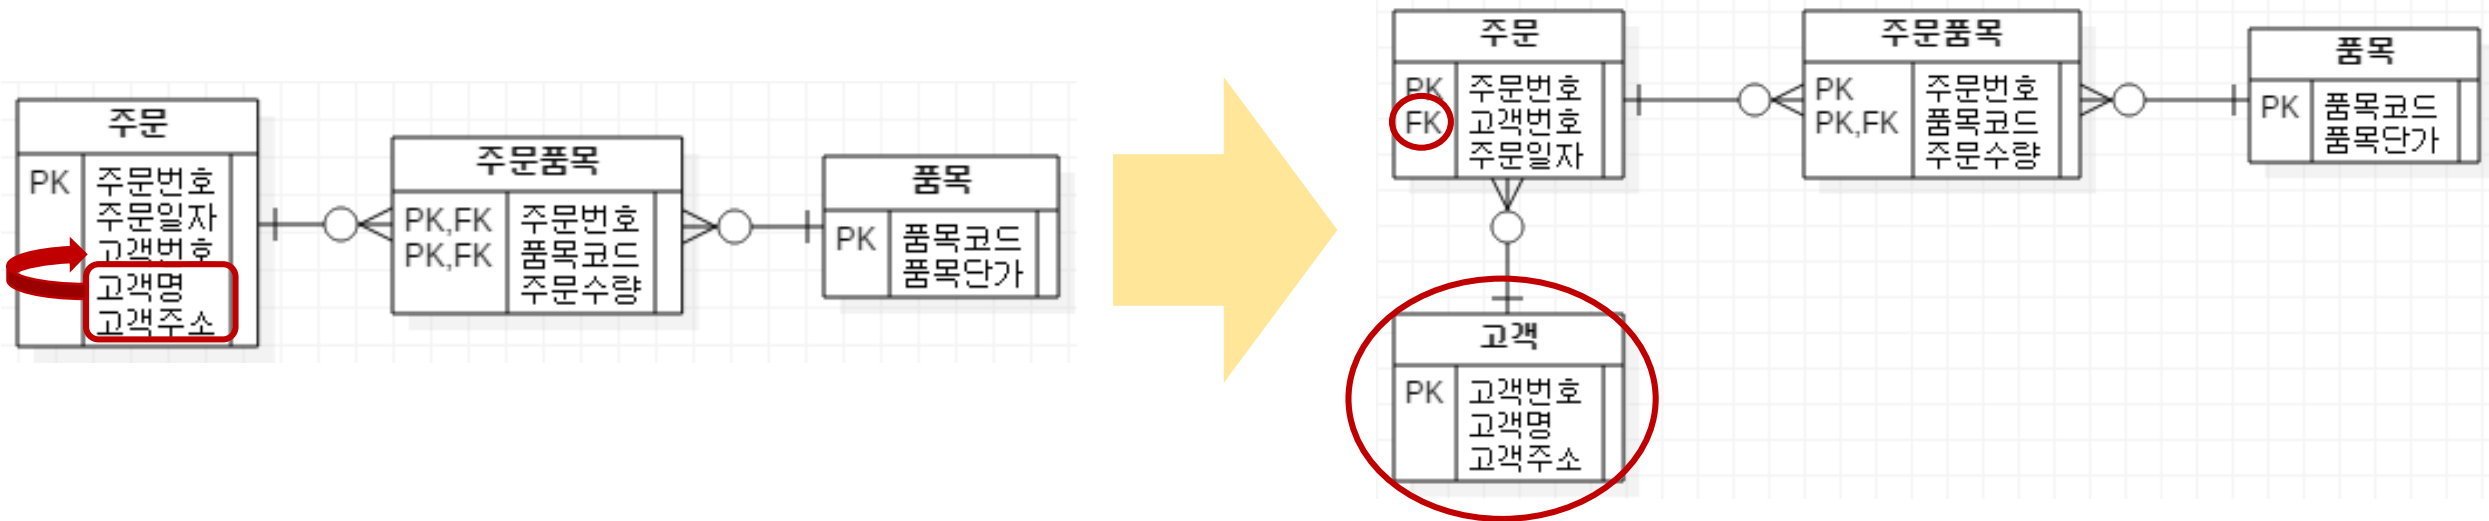 주문
PK 주문번호
주문일자
고객번호
고객명
고객주소
주문품목
PK,FK 주문번호
PK,FK 품목코드
주문수량
품목
PK 품목코드
품목단가
주문
PK 주문번호
FK 고객번호
주문일자
주문품목
PK 주문번호
PK,FK 품목코드
주문수량
품목
PK 품목코드
품목단가
고객
PK 고객번호
고객명
고객주소